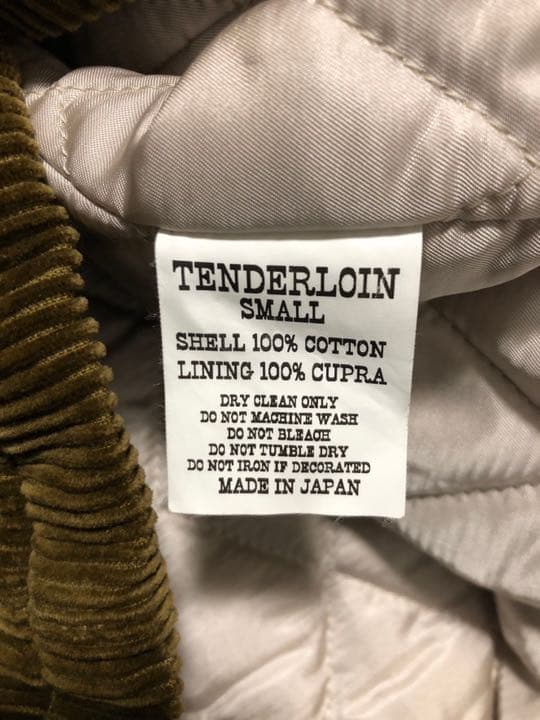 TENDERLOIN
SMALL
SHELL 100% COTTON
LINING 100% CUPRA
DRY CLEAN ONLY
DO NOT MACHINE WASH
DO NOT BLEACH
DO NOT TUMBLE DRY
DO NOT IRON IF DECORATED
MADE IN JAPAN